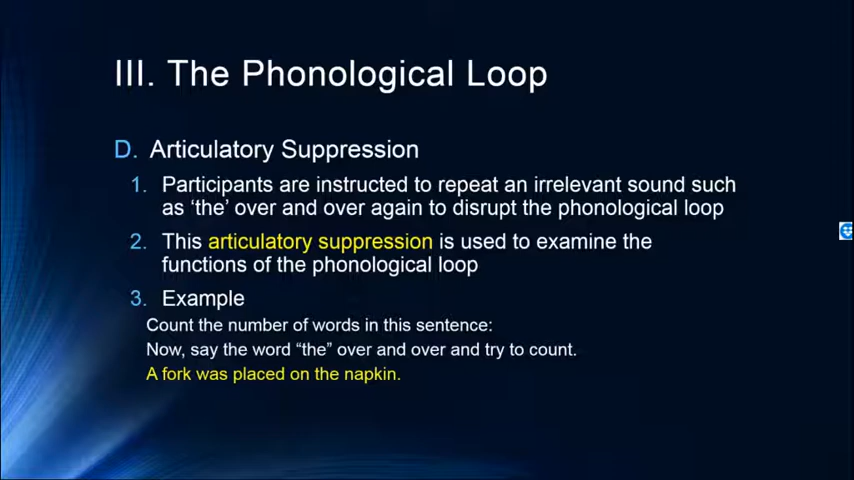 III. The Phonological Loop
D. Articulatory Suppression
1. Participants are instructed to repeat an irrelevant sound such
as ‘the’ over and over again to disrupt the phonological loop
2. This articulatory suppression is used to examine the
functions of the phonological loop
3. Example
Count the number of words in this sentence:
Now, say the word “the” over and over and try to count.
A fork was placed on the napkin.